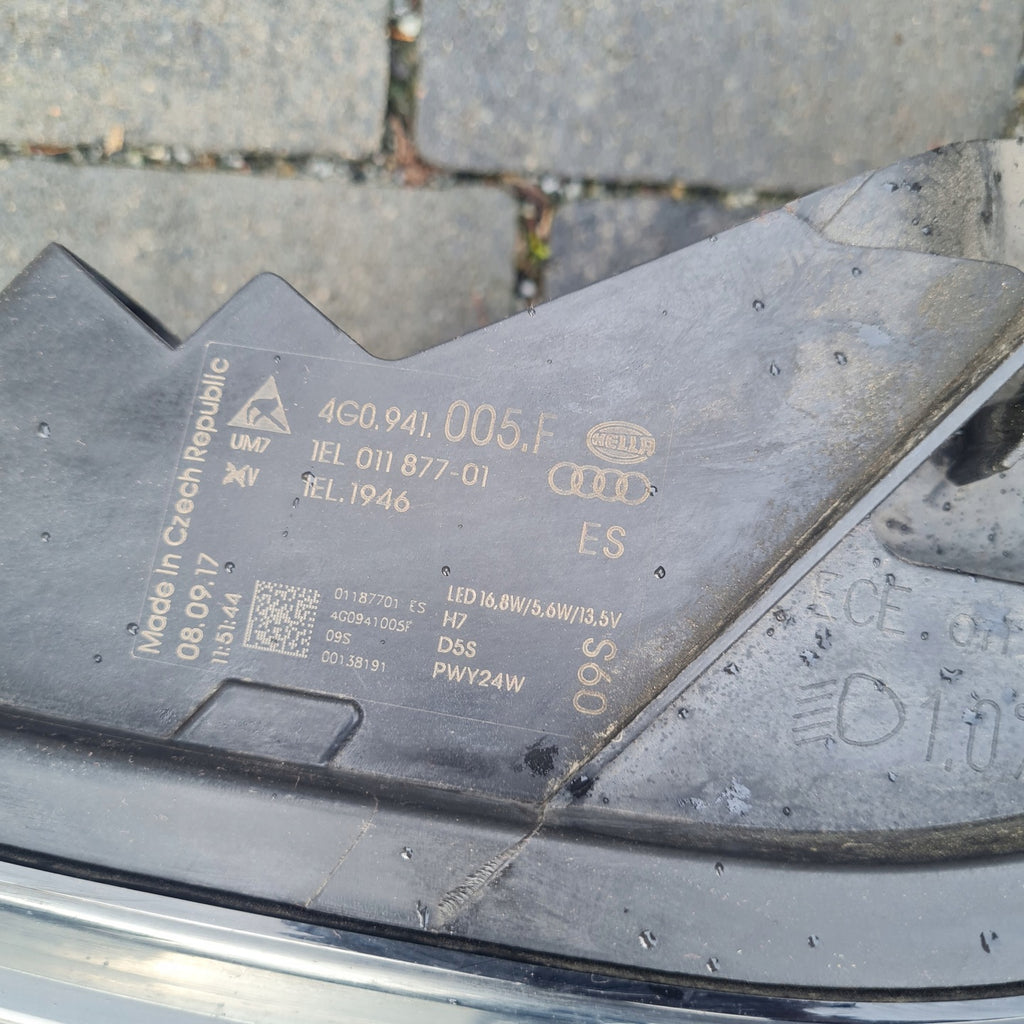 Made in Czech Republic
08.09.17
11:51:44
UM7
4G0.941. 005.F
1EL 011 877-01
1EL.1946
HELLA
ES
01187701 ES
4G0941005F
09S
00138191
LED 16,8W/5,6W/13,5V
H7
D5S
PWY24W
09S
ECE